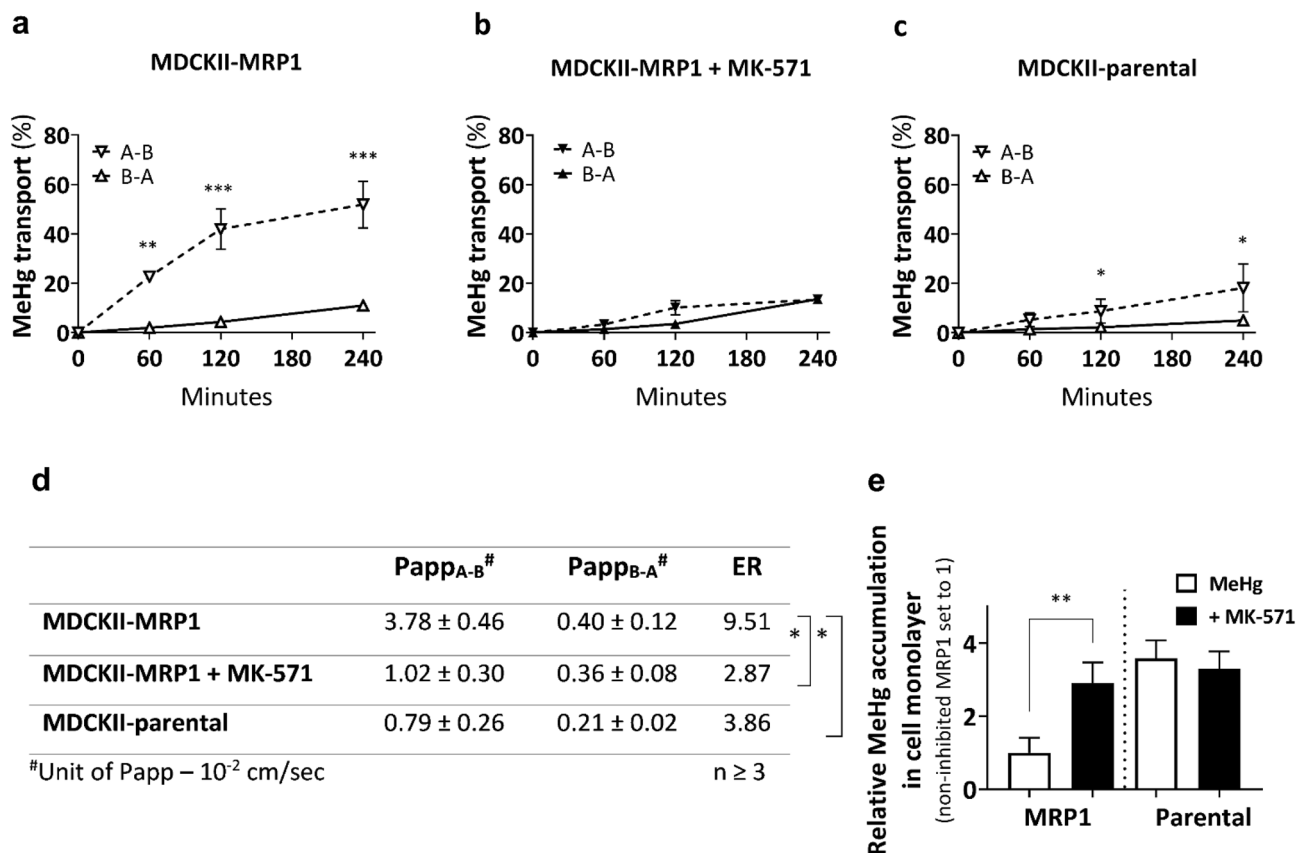 a
MDCKII-MRP1
MeHg transport (%)
80
60
40
20
0
A-B
B-A
**
***
***
0 60 120 180 240
Minutes
b
MDCKII-MRP1 + MK-571
MeHg transport (%)
80
60
40
20
0
A-B
B-A
0 60 120 180 240
Minutes
c
MDCKII-parental
MeHg transport (%)
80
60
40
20
0
A-B
B-A
*
*
0 60 120 180 240
Minutes
d
PappA-B# PappB-A# ER
MDCKII-MRP1 3.78 ± 0.46 0.40 ± 0.12 9.51
MDCKII-MRP1 + MK-571 1.02 ± 0.30 0.36 ± 0.08 2.87
MDCKII-parental 0.79 ± 0.26 0.21 ± 0.02 3.86
* *
#Unit of Papp – 10-2 cm/sec n ≥ 3
e
Relative MeHg accumulation
in cell monolayer
(non-inhibited MRP1 set to 1)
4
2
0
**
MeHg
+ MK-571
MRP1 Parental